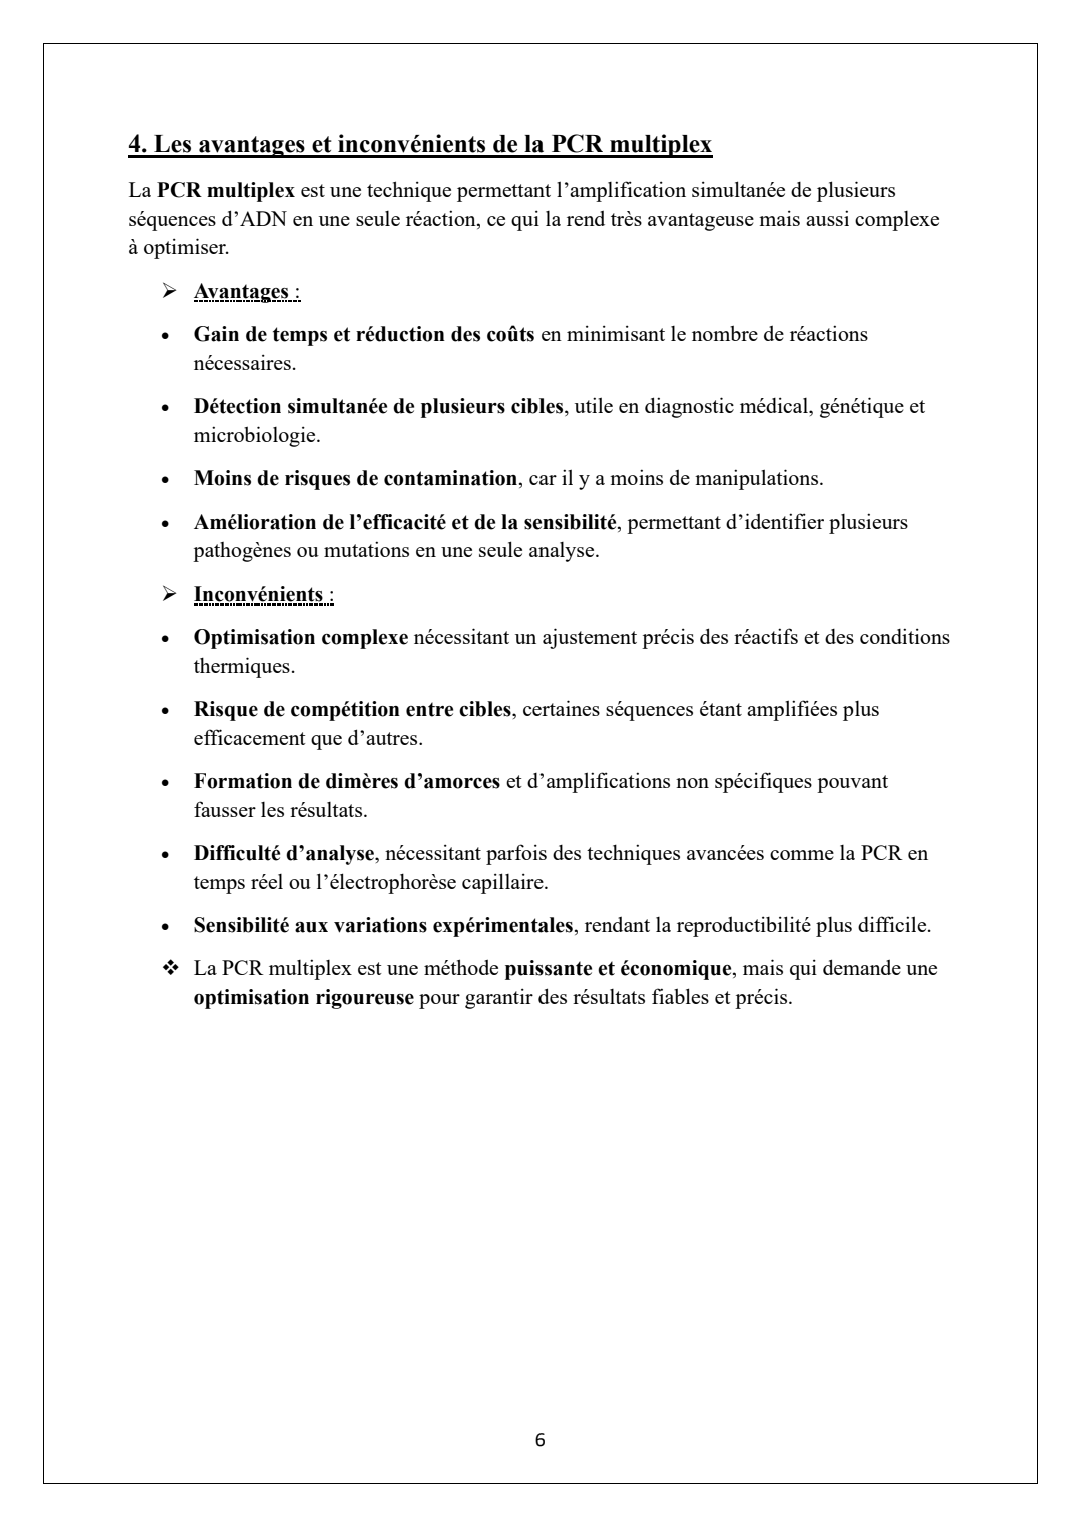 4. Les avantages et inconvénients de la PCR multiplex
La PCR multiplex est une technique permettant l’amplification simultanée de plusieurs
séquences d’ADN en une seule réaction, ce qui la rend très avantageuse mais aussi complexe
à optimiser.
➢ Avantages :
• Gain de temps et réduction des coûts en minimisant le nombre de réactions
nécessaires.
• Détection simultanée de plusieurs cibles, utile en diagnostic médical, génétique et
microbiologie.
• Moins de risques de contamination, car il y a moins de manipulations.
• Amélioration de l’efficacité et de la sensibilité, permettant d’identifier plusieurs
pathogènes ou mutations en une seule analyse.
➢ Inconvénients :
• Optimisation complexe nécessitant un ajustement précis des réactifs et des conditions
thermiques.
• Risque de compétition entre cibles, certaines séquences étant amplifiées plus
efficacement que d’autres.
• Formation de dimères d’amorces et d’amplifications non spécifiques pouvant
fausser les résultats.
• Difficulté d’analyse, nécessitant parfois des techniques avancées comme la PCR en
temps réel ou l’électrophorèse capillaire.
• Sensibilité aux variations expérimentales, rendant la reproductibilité plus difficile.
❖ La PCR multiplex est une méthode puissante et économique, mais qui demande une
optimisation rigoureuse pour garantir des résultats fiables et précis.
6